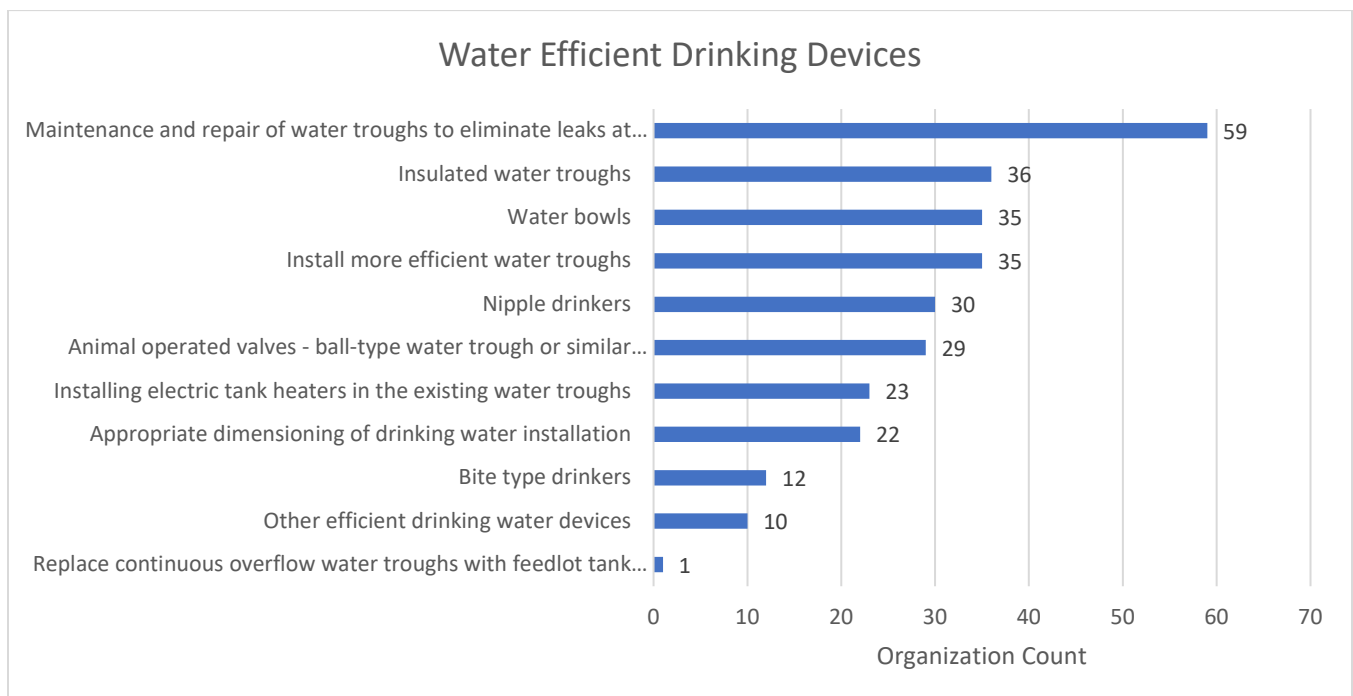 Water Efficient Drinking Devices
Maintenance and repair of water troughs to eliminate leaks at... 59
Insulated water troughs 36
Water bowls 35
Install more efficient water troughs 35
Nipple drinkers 30
Animal operated valves - ball-type water trough or similar... 29
Installing electric tank heaters in the existing water troughs 23
Appropriate dimensioning of drinking water installation 22
Bite type drinkers 12
Other efficient drinking water devices 10
Replace continuous overflow water troughs with feedlot tank... 1
0 10 20 30 40 50 60 70
Organization Count